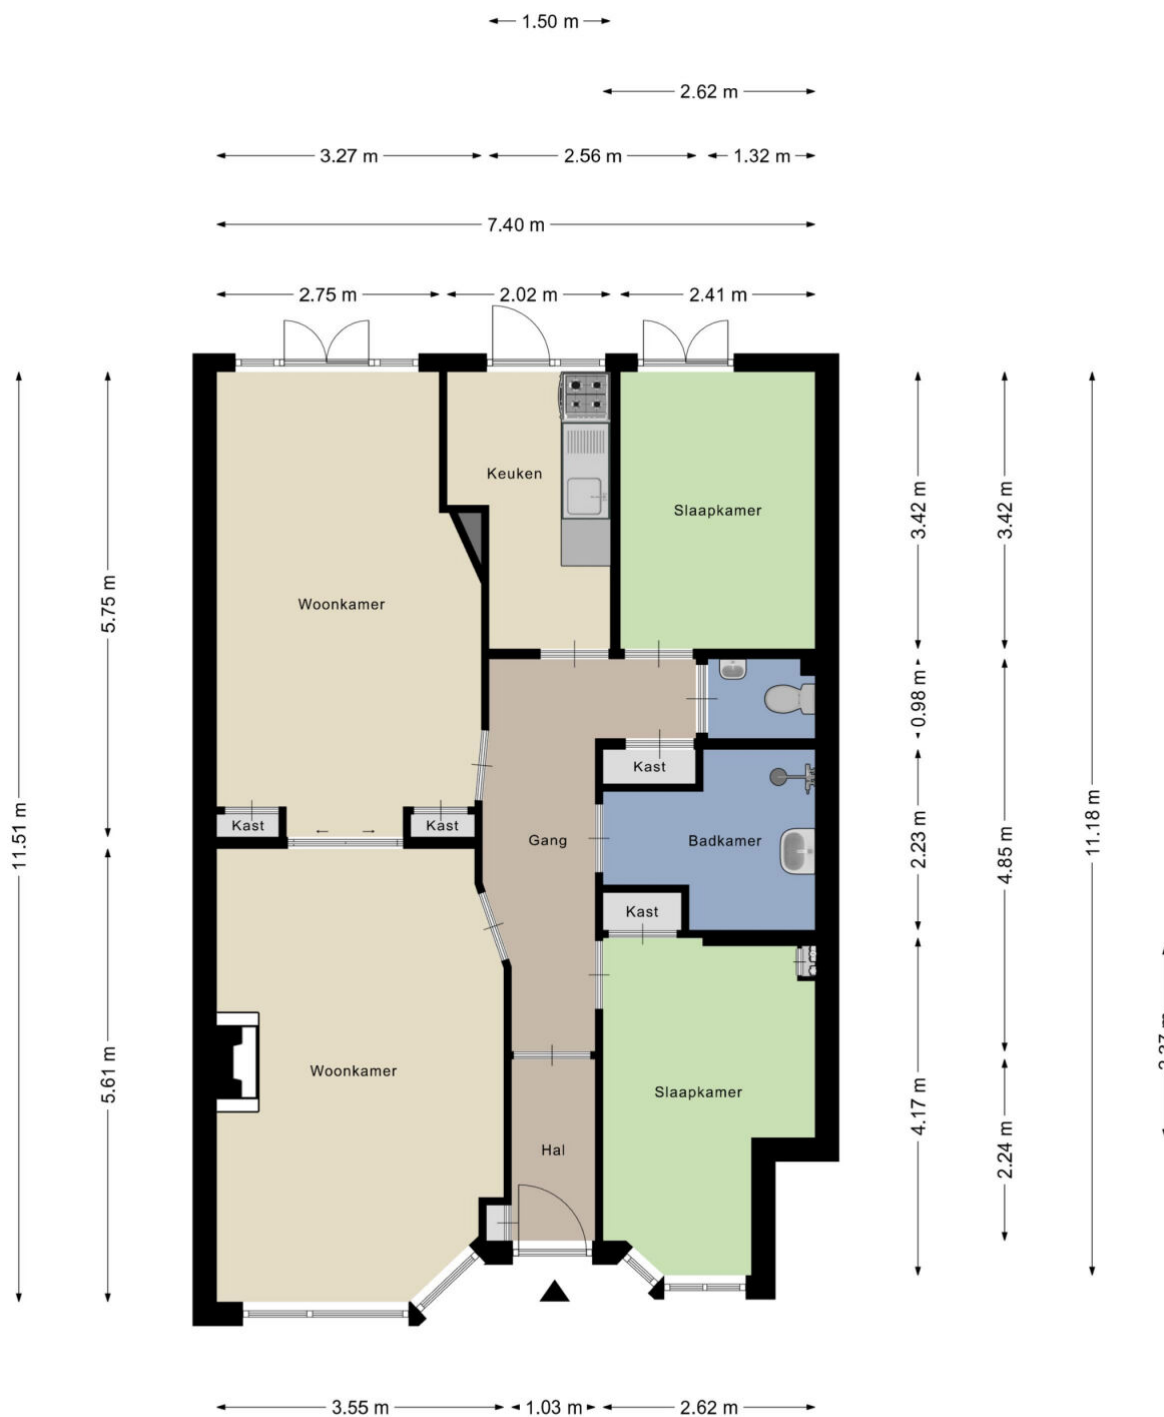 1.50 m
2.62 m
3.27 m
2.56 m
1.32 m
7.40 m
2.75 m
2.02 m
2.41 m
Keuken
Slaapkamer
3.42 m
3.42 m
5.75 m
Woonkamer
0.98 m
Kast
Kast
Kast
Gang
Badkamer
11.51 m
2.23 m
4.85 m
11.18 m
Kast
5.61 m
Woonkamer
Slaapkamer
4.17 m
Hal
2.24 m
3.55 m
1.03 m
2.62 m